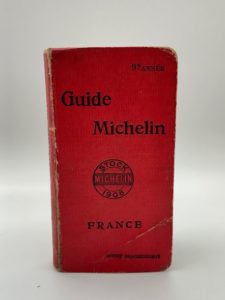 9e ANNÉE
Guide
Michelin
STOCK
MICHELIN
1908
FRANCE